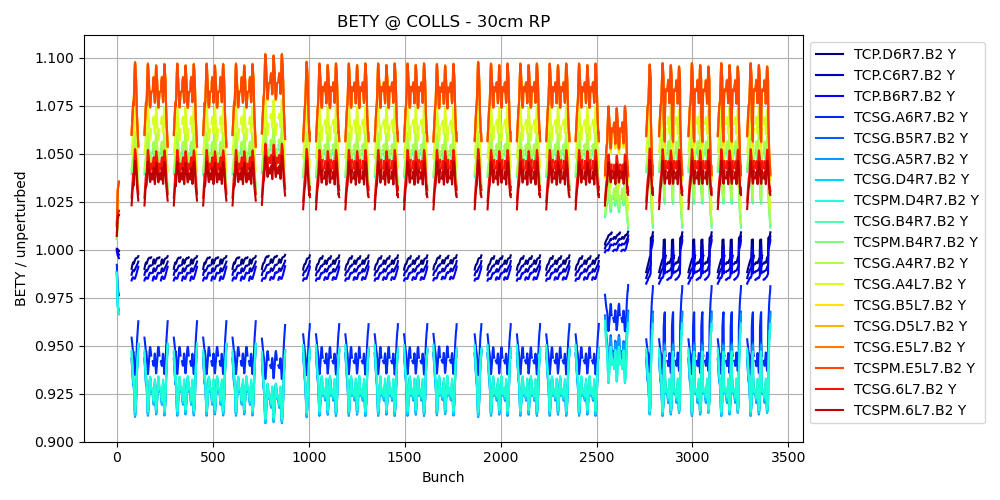 BETY @ COLLS - 30cm RP
BETY / unperturbed
1.100
1.075
1.050
1.025
1.000
0.975
0.950
0.925
0.900
0
500
1000
1500
2000
2500
3000
3500
Bunch
TCP.D6R7.B2 Y
TCP.C6R7.B2 Y
TCP.B6R7.B2 Y
TCSG.A6R7.B2 Y
TCSG.B5R7.B2 Y
TCSG.A5R7.B2 Y
TCSG.D4R7.B2 Y
TCSPM.D4R7.B2 Y
TCSG.B4R7.B2 Y
TCSPM.B4R7.B2 Y
TCSG.A4R7.B2 Y
TCSG.A4L7.B2 Y
TCSG.B5L7.B2 Y
TCSG.D5L7.B2 Y
TCSG.E5L7.B2 Y
TCSPM.E5L7.B2 Y
TCSG.6L7.B2 Y
TCSPM.6L7.B2 Y